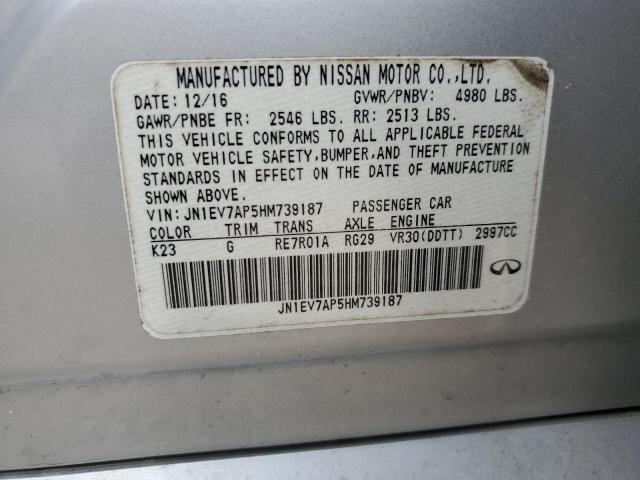 MANUFACTURED BY NISSAN MOTOR CO.,LTD.
DATE: 12/16 GVWR/PNBV: 4980 LBS.
GAWR/PNBE FR: 2546 LBS. RR: 2513 LBS.
THIS VEHICLE CONFORMS TO ALL APPLICABLE FEDERAL
MOTOR VEHICLE SAFETY,BUMPER,AND THEFT PREVENTION
STANDARDS IN EFFECT ON THE DATE OF MANUFACTURE
SHOWN ABOVE.
VIN: JN1EV7AP5HM739187 PASSENGER CAR
COLOR TRIM TRANS AXLE ENGINE
K23 G RE7R01A RG29 VR30(DDTT) 2997CC
JN1EV7AP5HM739187